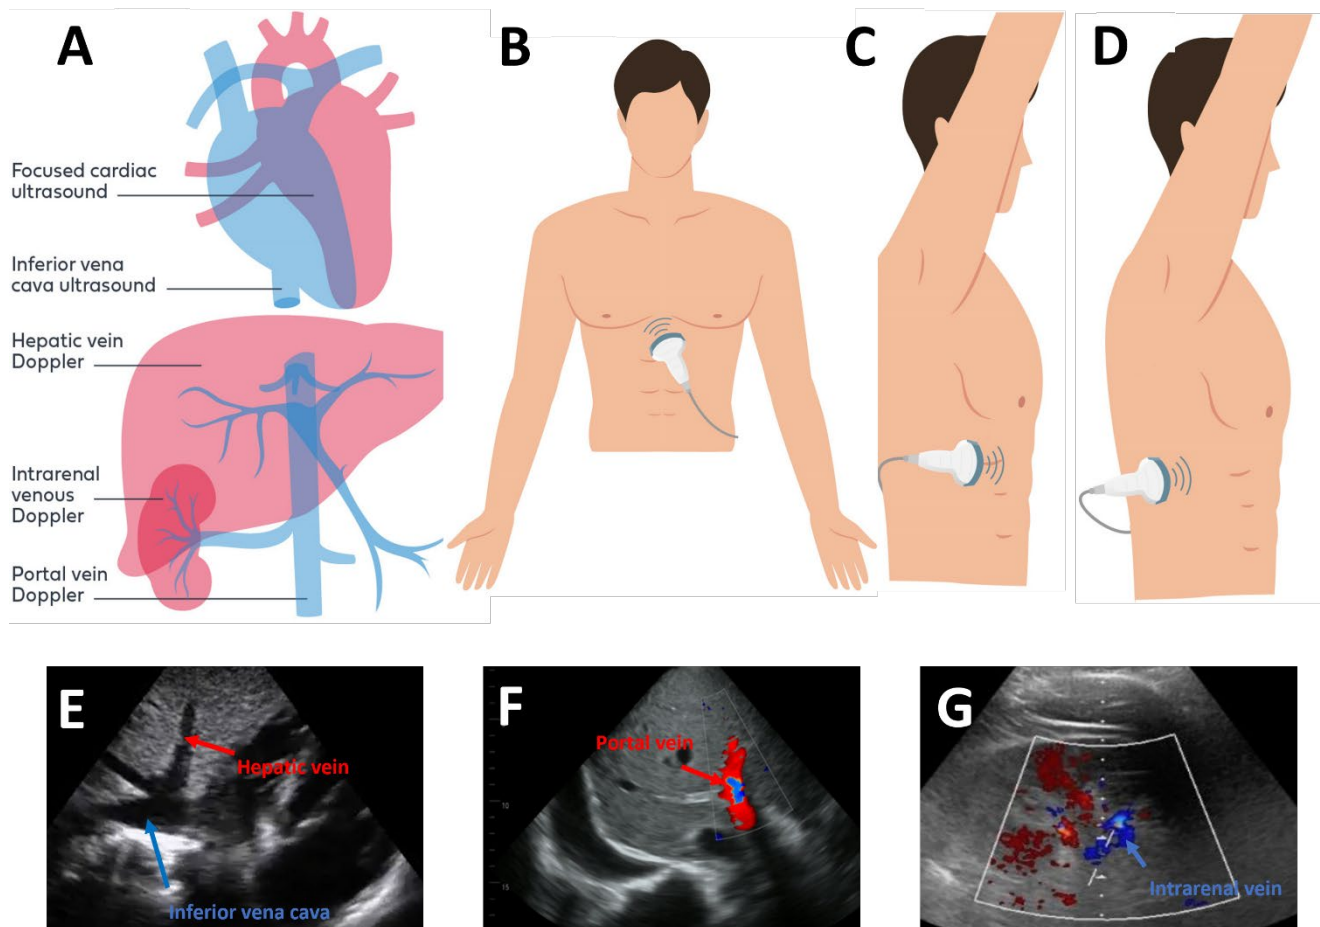 A
B
C
D
Focused cardiac
ultrasound
Inferior vena
cava ultrasound
Hepatic vein
Doppler
Intrarenal
venous
Doppler
Portal vein
Doppler
E
Hepatic vein
Inferior vena cava
F
Portal vein
10
15
G
Intrarenal vein